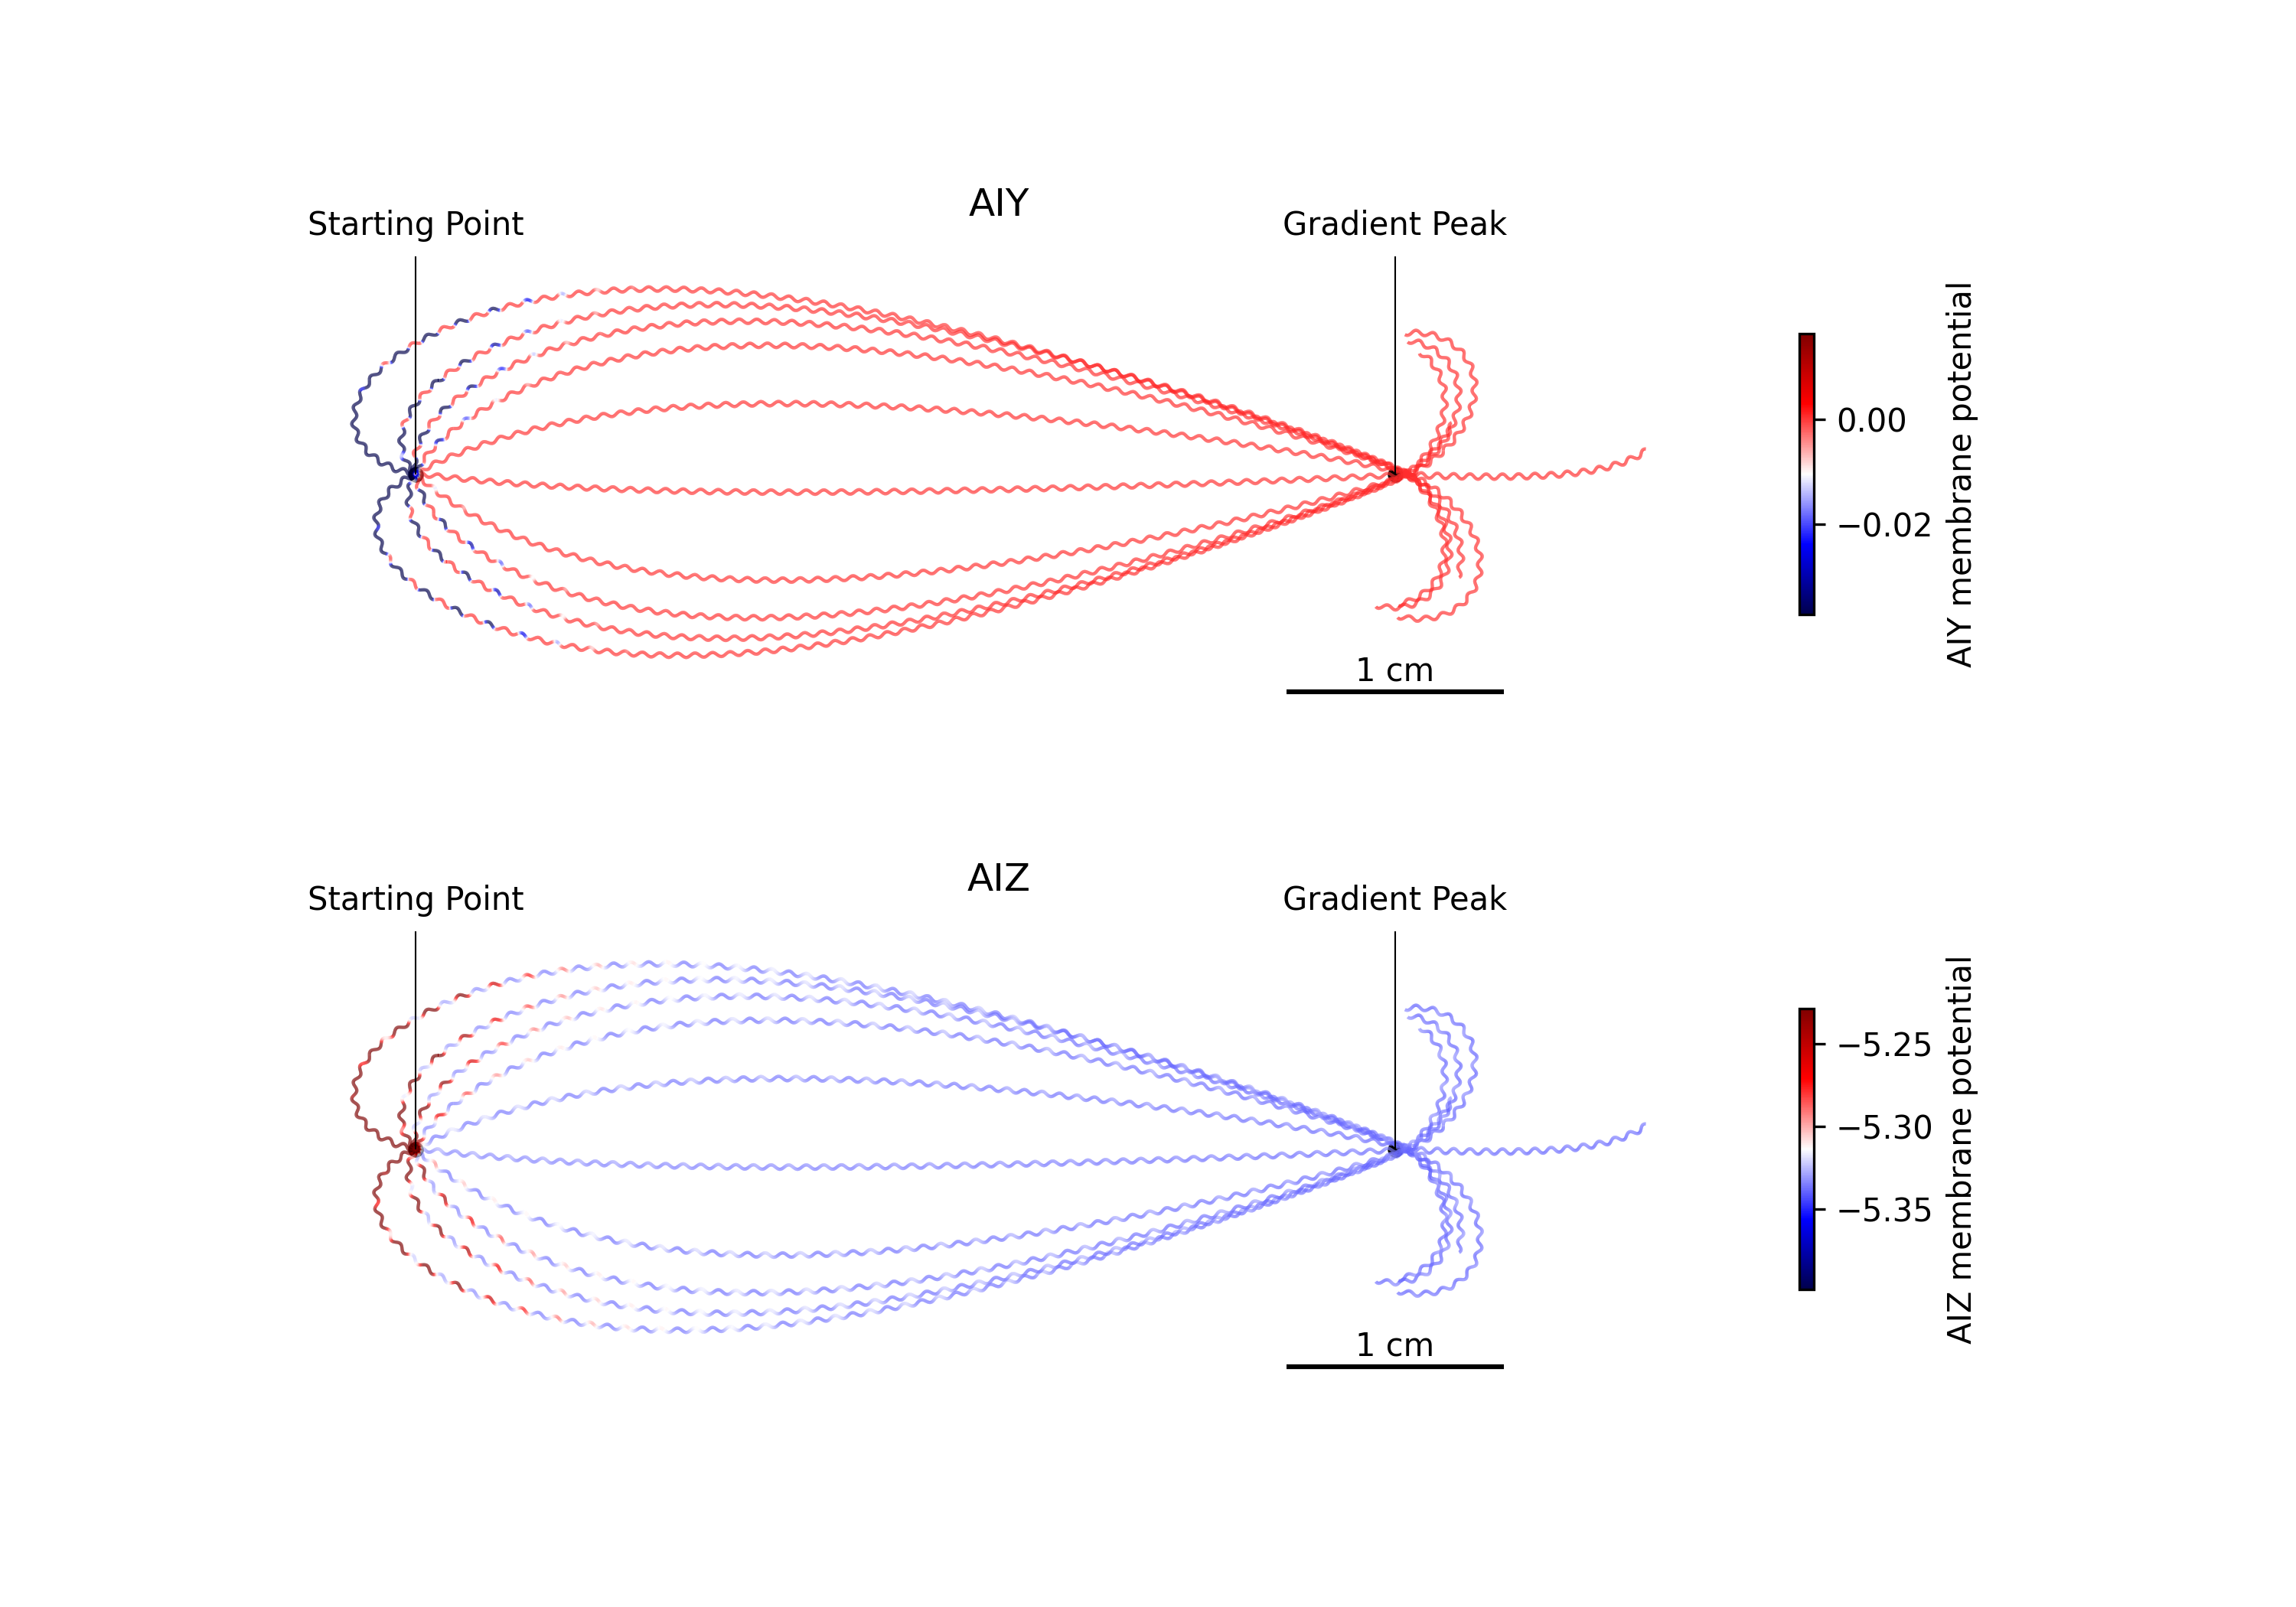 AIY
Starting Point
Gradient Peak
0.00
−0.02
AIY membrane potential
1 cm
AIZ
Starting Point
Gradient Peak
−5.25
−5.30
−5.35
AIZ membrane potential
1 cm